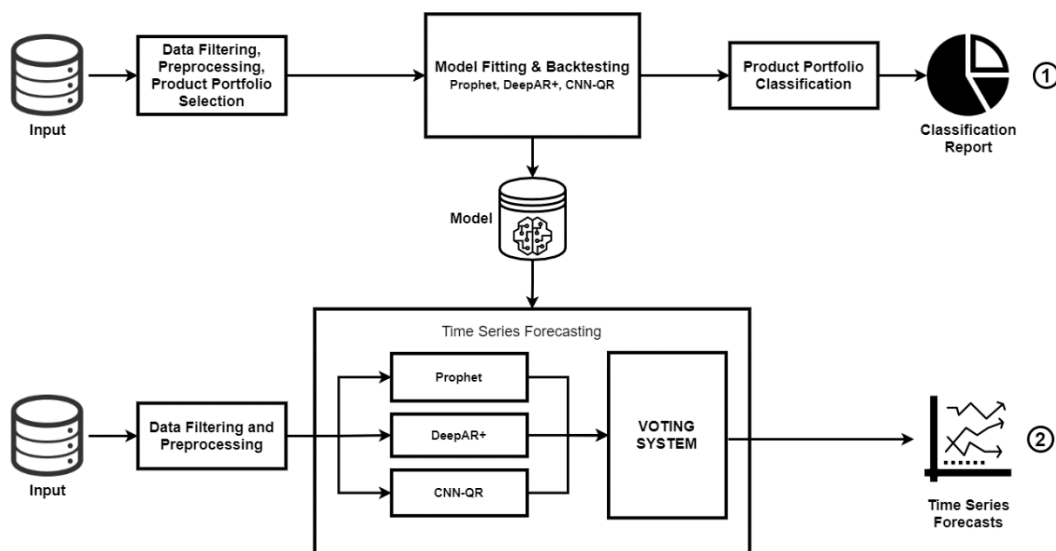 Data Filtering,
Preprocessing,
Product Portfolio
Selection
Input
Model Fitting & Backtesting
Prophet, DeepAR+, CNN-QR
Product Portfolio
Classification
Classification
Report
1
Model
Time Series Forecasting
Prophet
DeepAR+
CNN-QR
VOTING
SYSTEM
Data Filtering and
Preprocessing
Input
Time Series
Forecasts
2